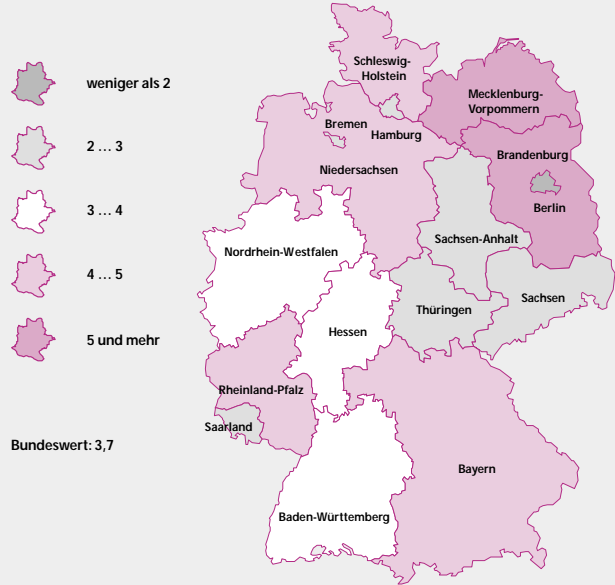 weniger als 2
2 … 3
3 … 4
4 … 5
5 und mehr
Bundeswert: 3,7
Schleswig-
Holstein
Mecklenburg-
Vorpommern
Bremen
Hamburg
Brandenburg
Niedersachsen
Berlin
Sachsen-Anhalt
Nordrhein-Westfalen
Sachsen
Thüringen
Hessen
Rheinland-Pfalz
Saarland
Bayern
Baden-Württemberg